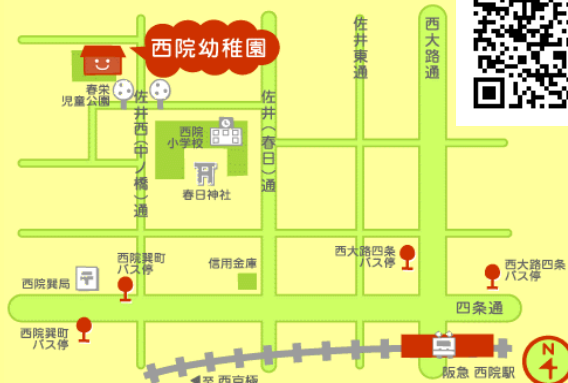 西院幼稚園
春栄
児童公園
佐井西(中ノ橋)通
佐井(春日)通
佐井東通
西大路通
西院
小学校
春日神社
西院巽局
西院巽町
バス停
信用金庫
西大路四条
バス停
西大路四条
バス停
四条通
西院巽町
バス停
阪急 西院駅
N
◀至 西京極